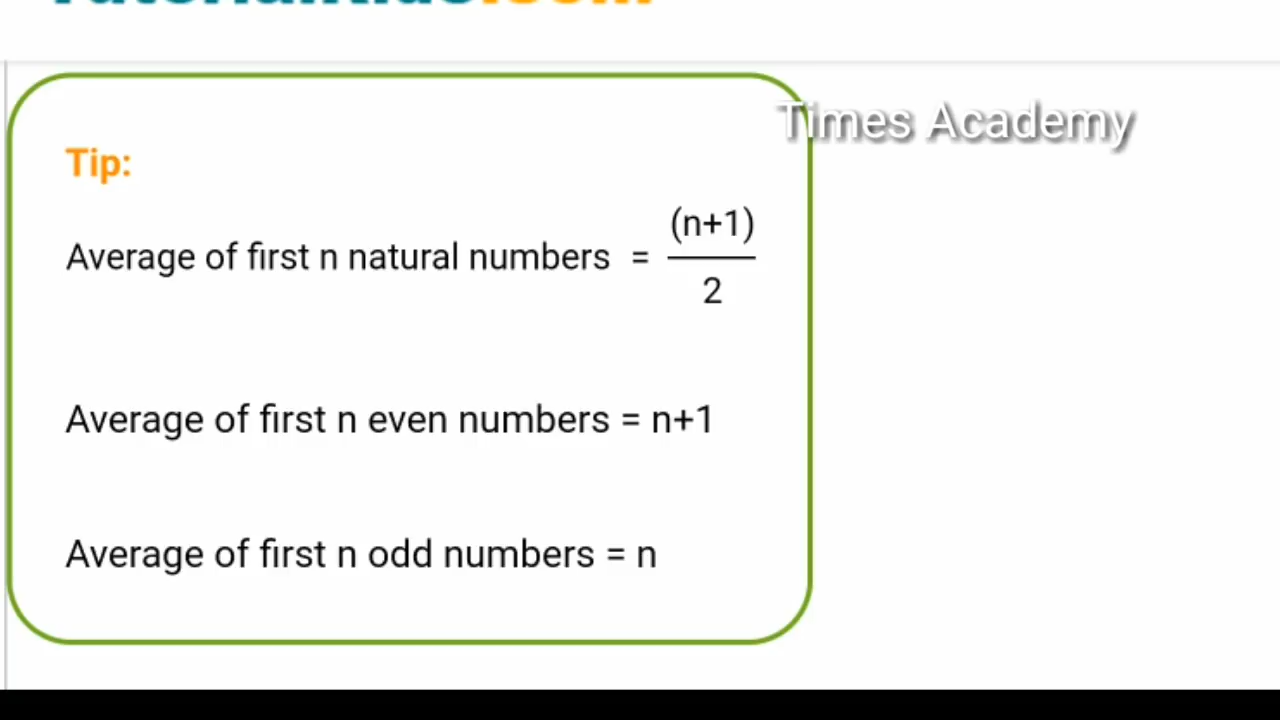 Times Academy
Tip:
Average of first n natural numbers = (n+1)
2
Average of first n even numbers = n+1
Average of first n odd numbers = n